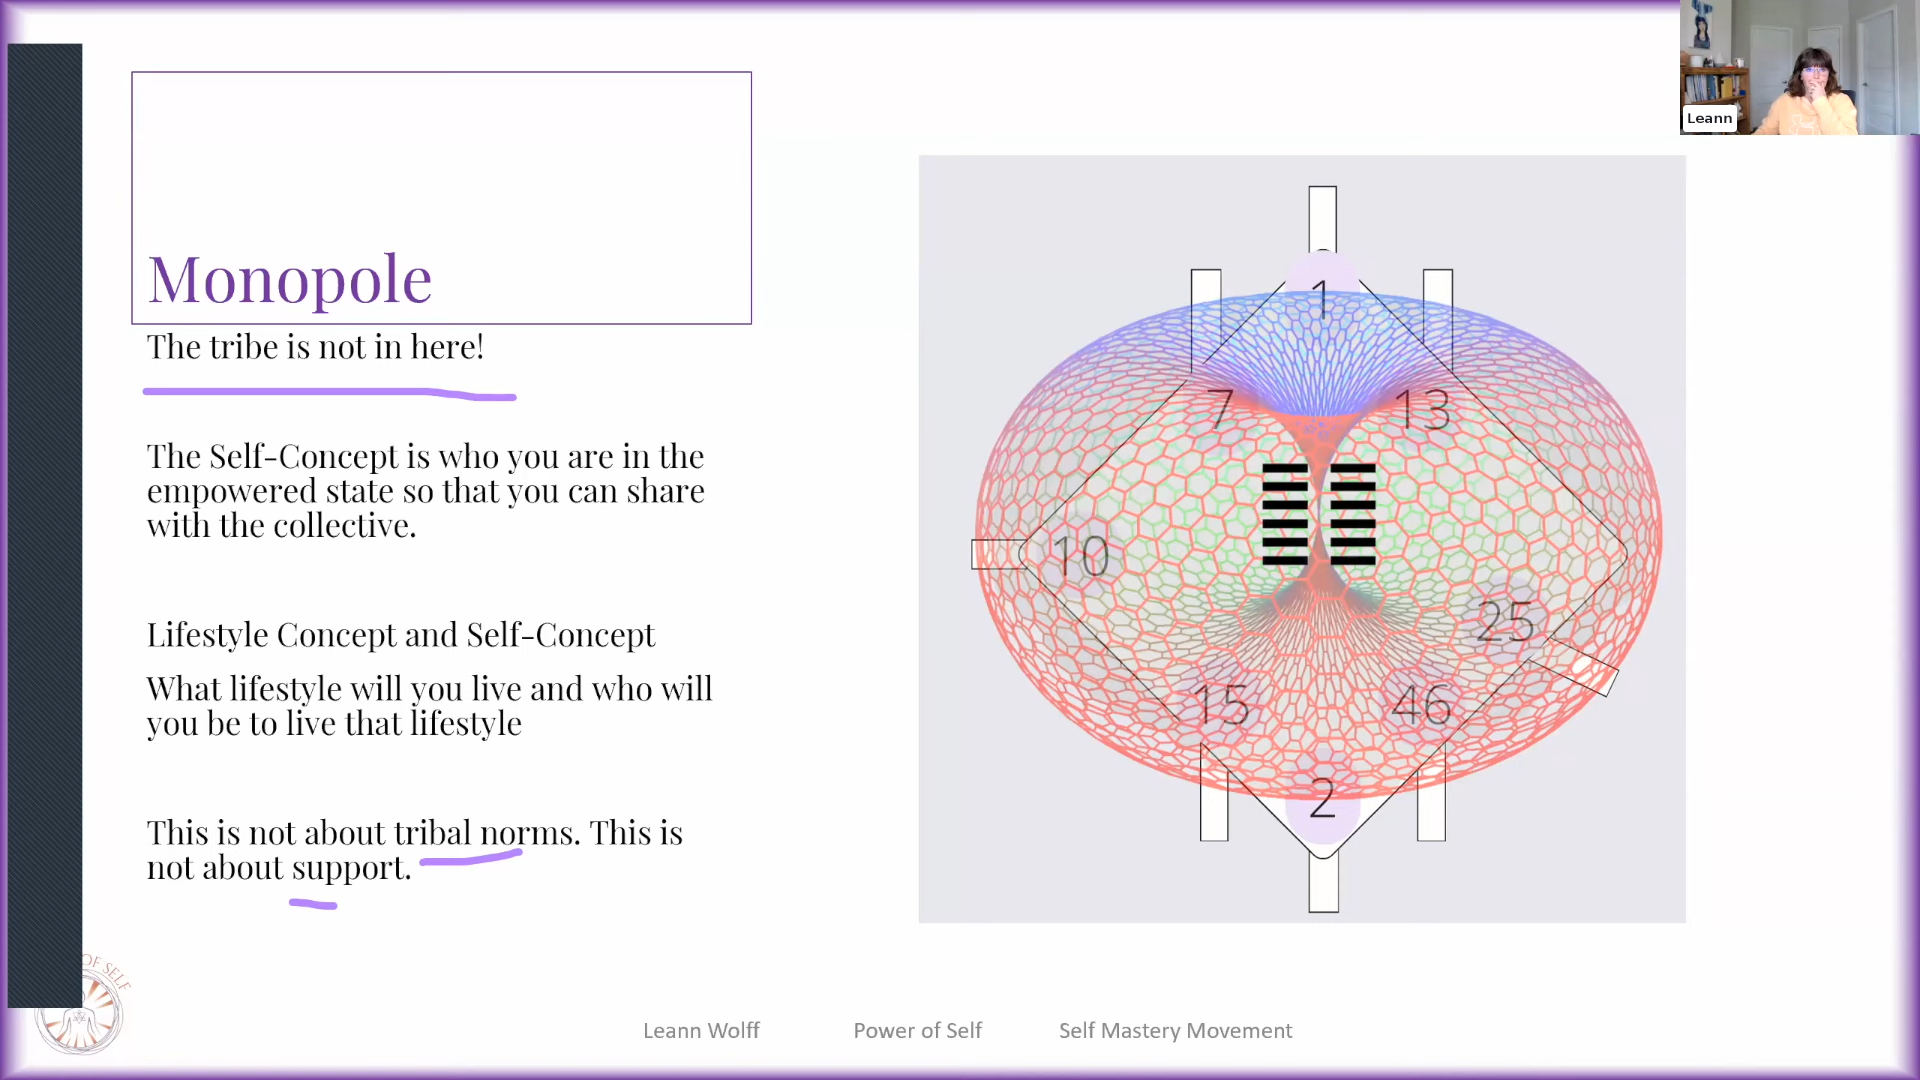 Leann
Monopole
The tribe is not in here!
The Self-Concept is who you are in the
empowered state so that you can share
with the collective.
Lifestyle Concept and Self-Concept
What lifestyle will you live and who will
you be to live that lifestyle
This is not about tribal norms. This is
not about support.
1
7
13
10
25
15
46
2
OF SELF
Leann Wolff
Power of Self
Self Mastery Movement